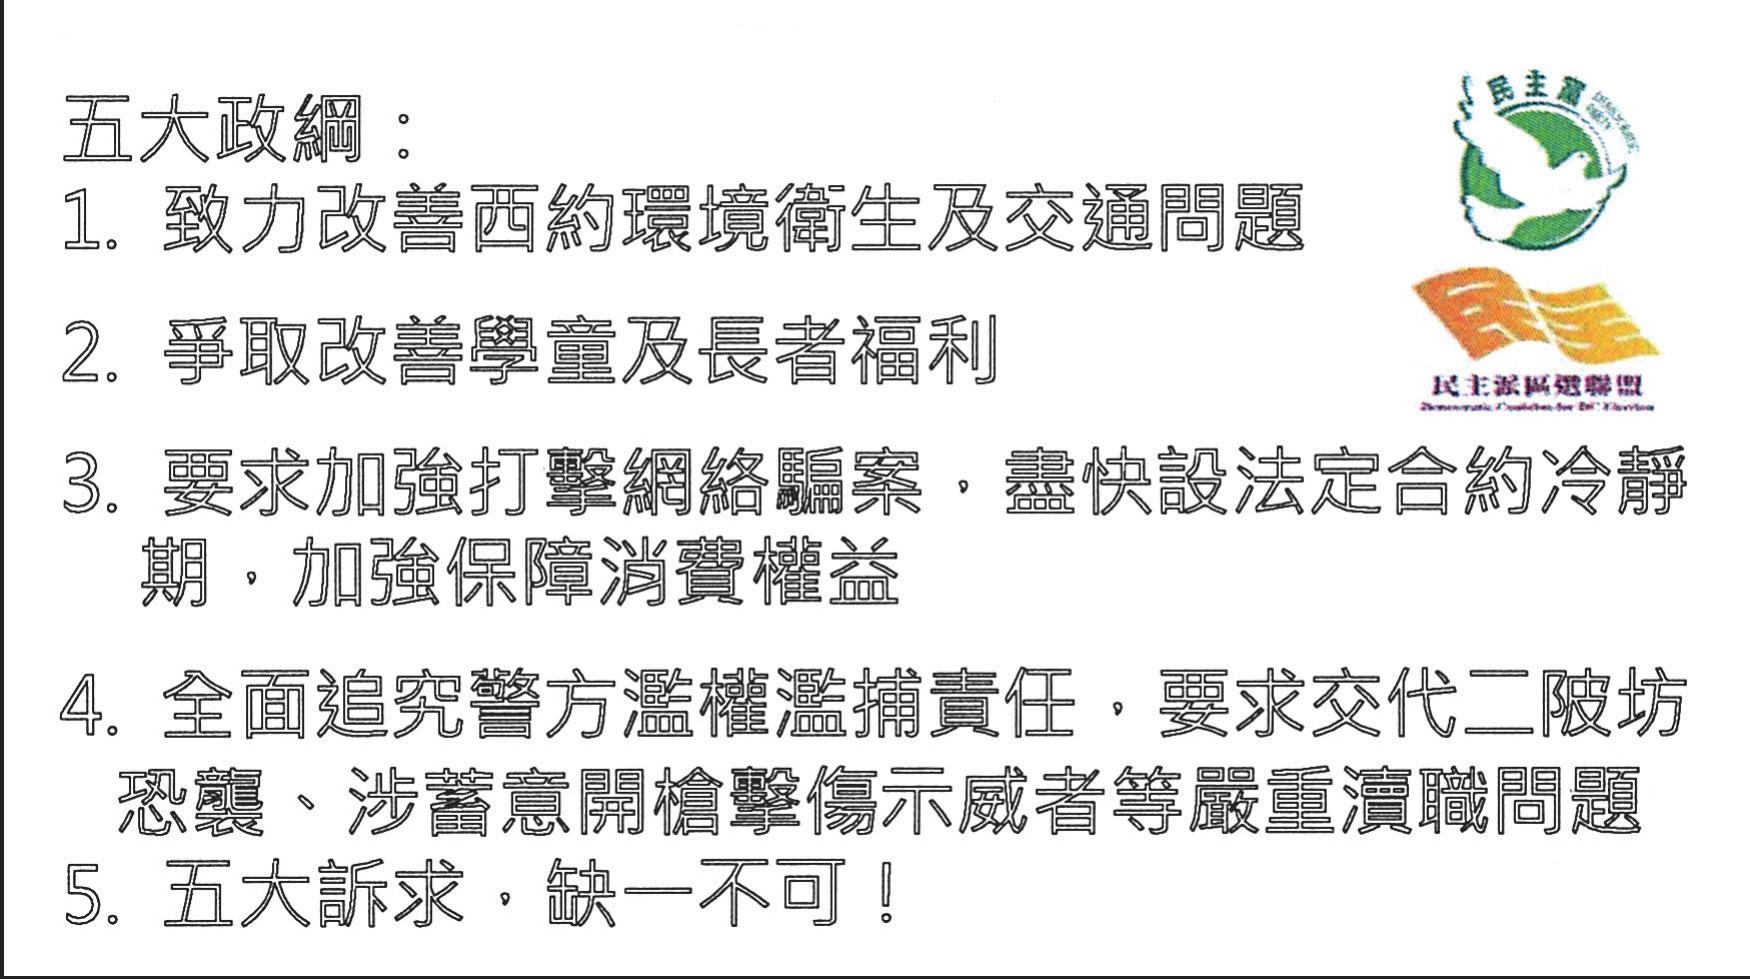 五大政綱：
1. 致力改善西約環境衛生及交通問題
2. 爭取改善學童及長者福利
3. 要求加強打擊網絡騙案，盡快設法定合約冷靜
期，加強保障消費權益
4. 全面追究警方濫權濫捕責任，要求交代二陂坊
恐襲、涉蓄意開槍擊傷示威者等嚴重瀆職問題
5. 五大訴求，缺一不可！
民主黨
民主
民主派區選聯盟
Democratic Coalition for DC Election